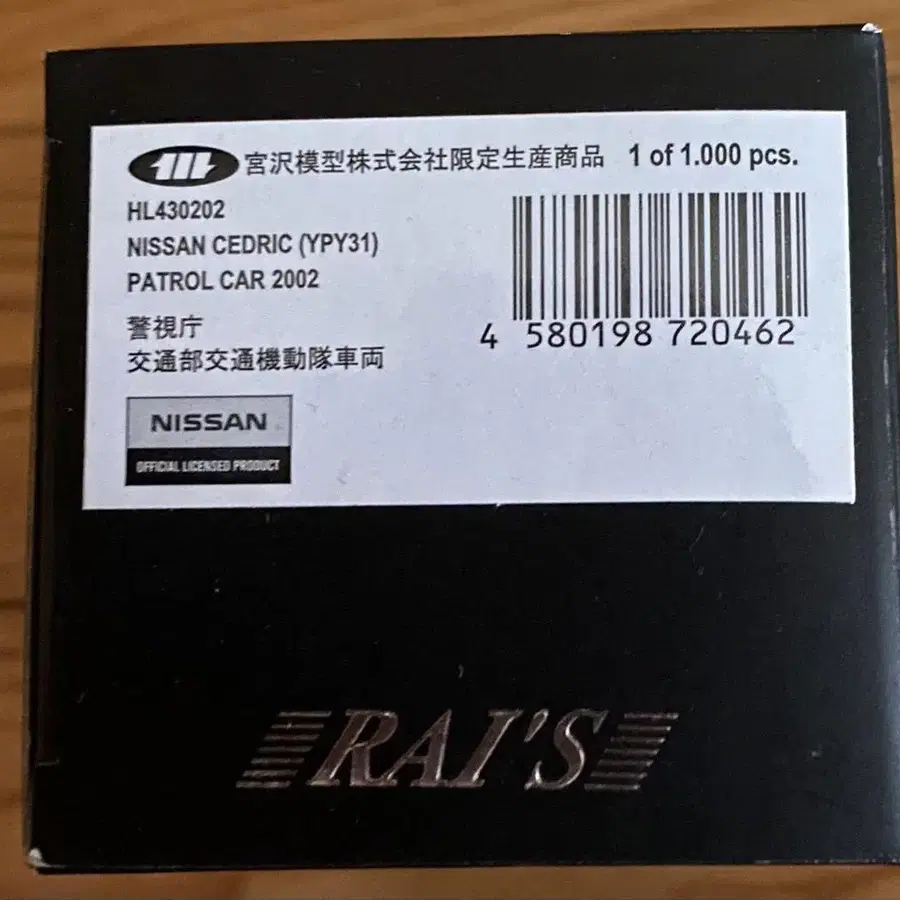 宮沢模型株式会社限定生産商品 1 of 1.000 pcs.
HL430202
NISSAN CEDRIC (YPY31)
PATROL CAR 2002
警視庁
交通部交通機動隊車両
4 580198 720462
NISSAN
OFFICIAL LICENSED PRODUCT
RAI'S